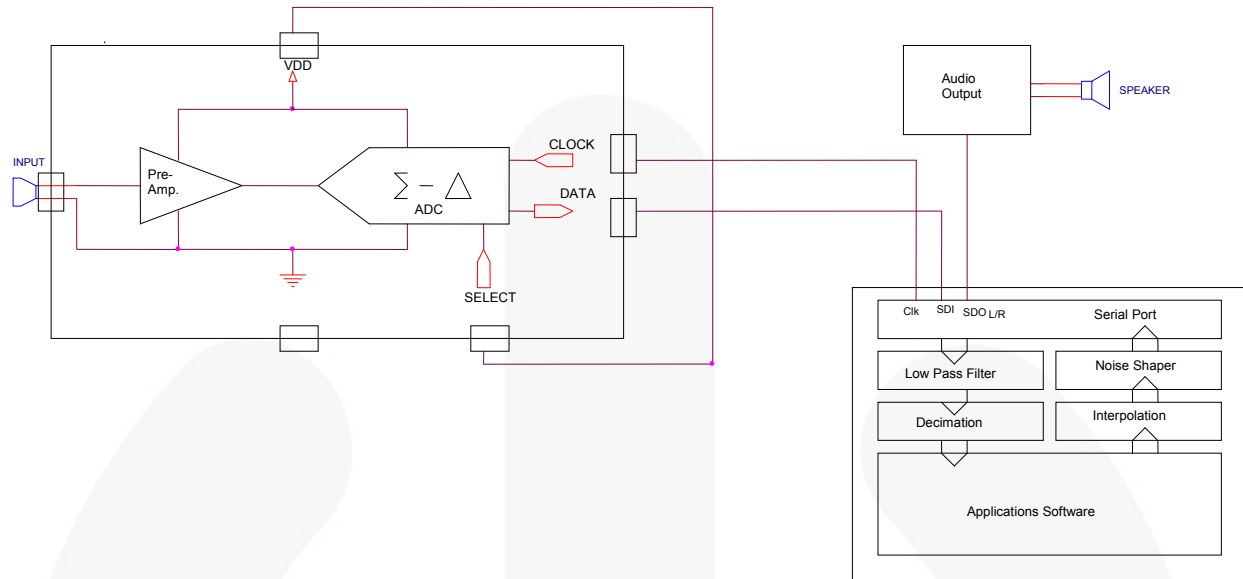 VDD
INPUT
Pre-
Amp.
Σ - Δ
ADC
CLOCK
DATA
SELECT
Audio
Output
SPEAKER
Clk
SDI
SDO
L/R
Serial Port
Low Pass Filter
Noise Shaper
Decimation
Interpolation
Applications Software